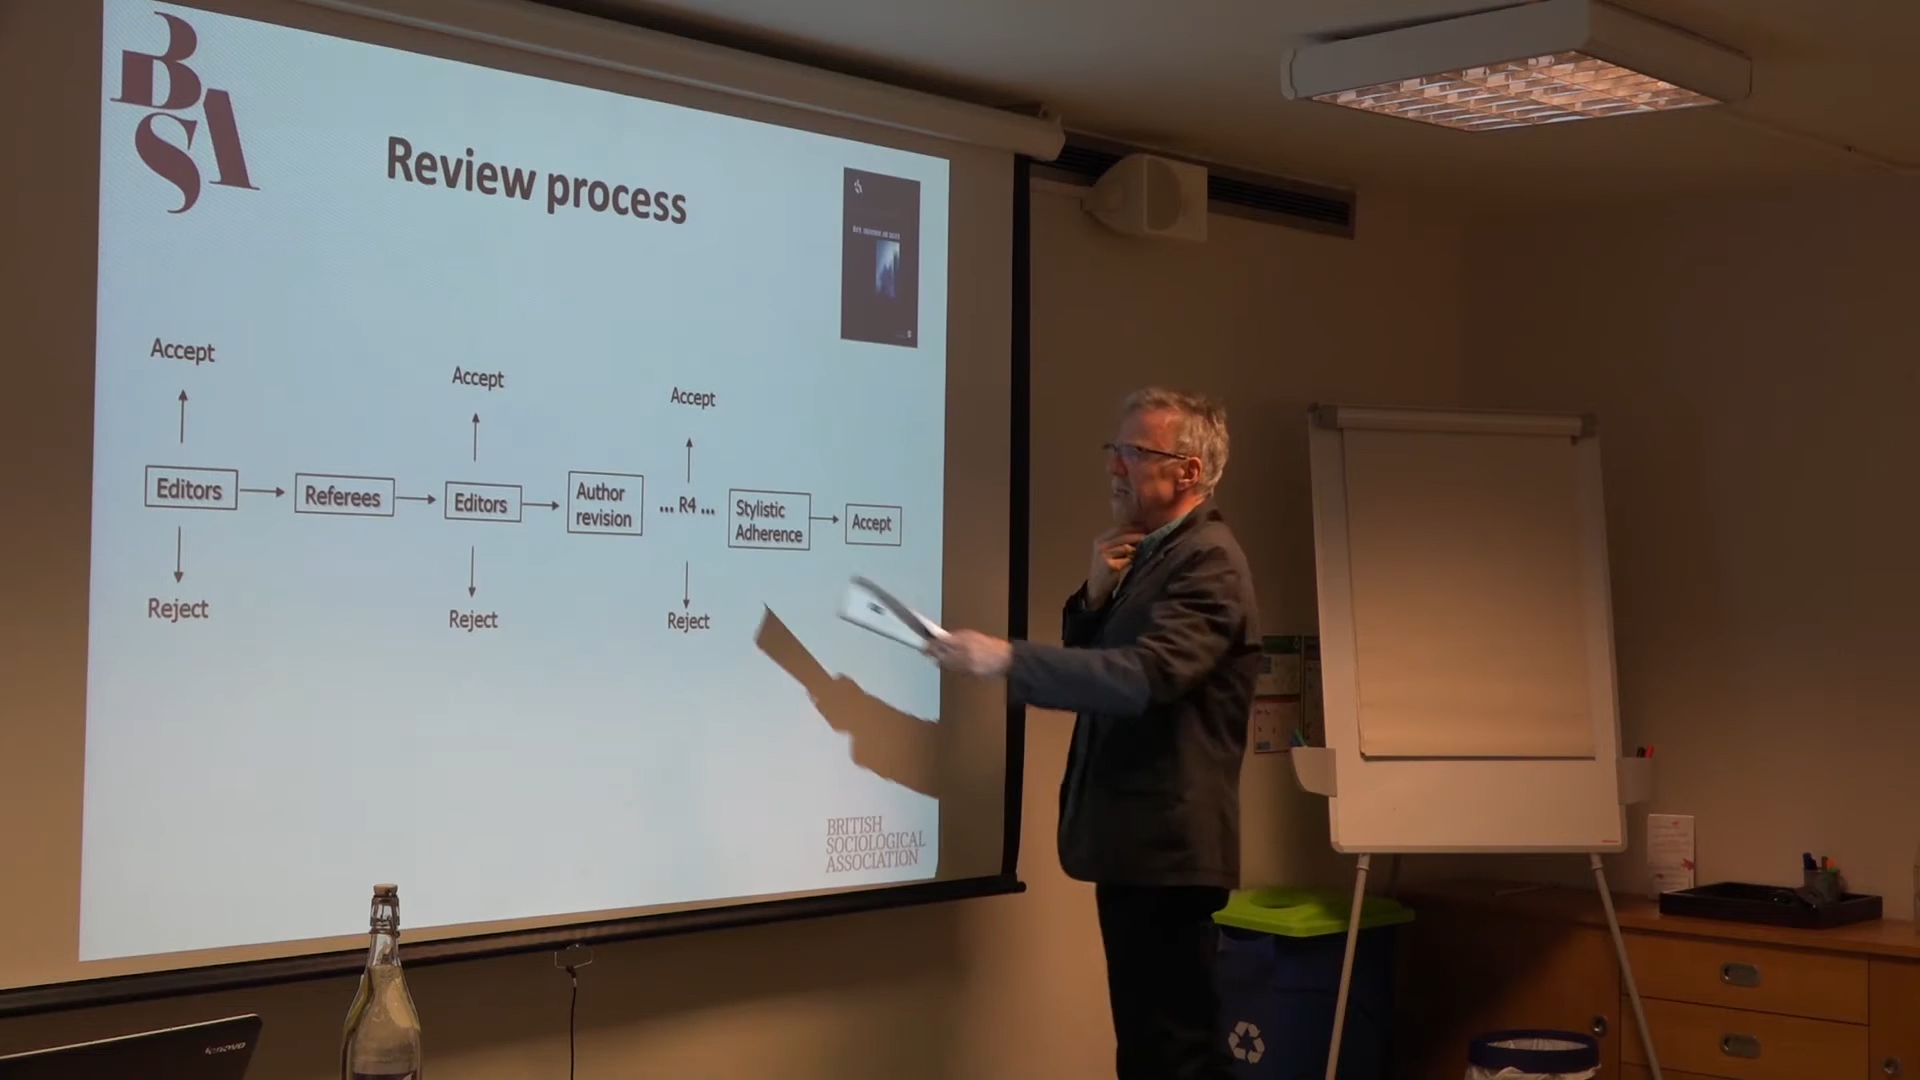 BSA
Review process
Accept
Accept
Accept
Editors
Referees
Editors
Author
revision
... R4 ...
Stylistic
Adherence
Accept
Reject
Reject
Reject
BRITISH
SOCIOLOGICAL
ASSOCIATION
lenovo